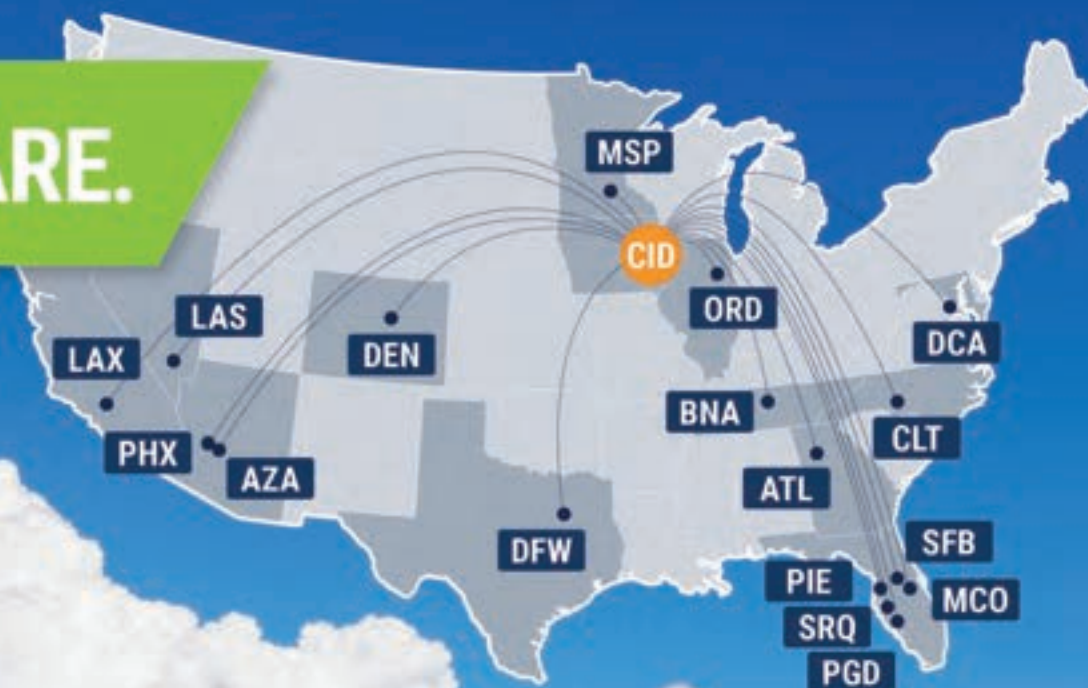 ARE.
MSP
CID
LAS
ORD
LAX
DEN
DCA
BNA
CLT
PHX
AZA
ATL
DFW
SFB
PIE
MCO
SRQ
PGD